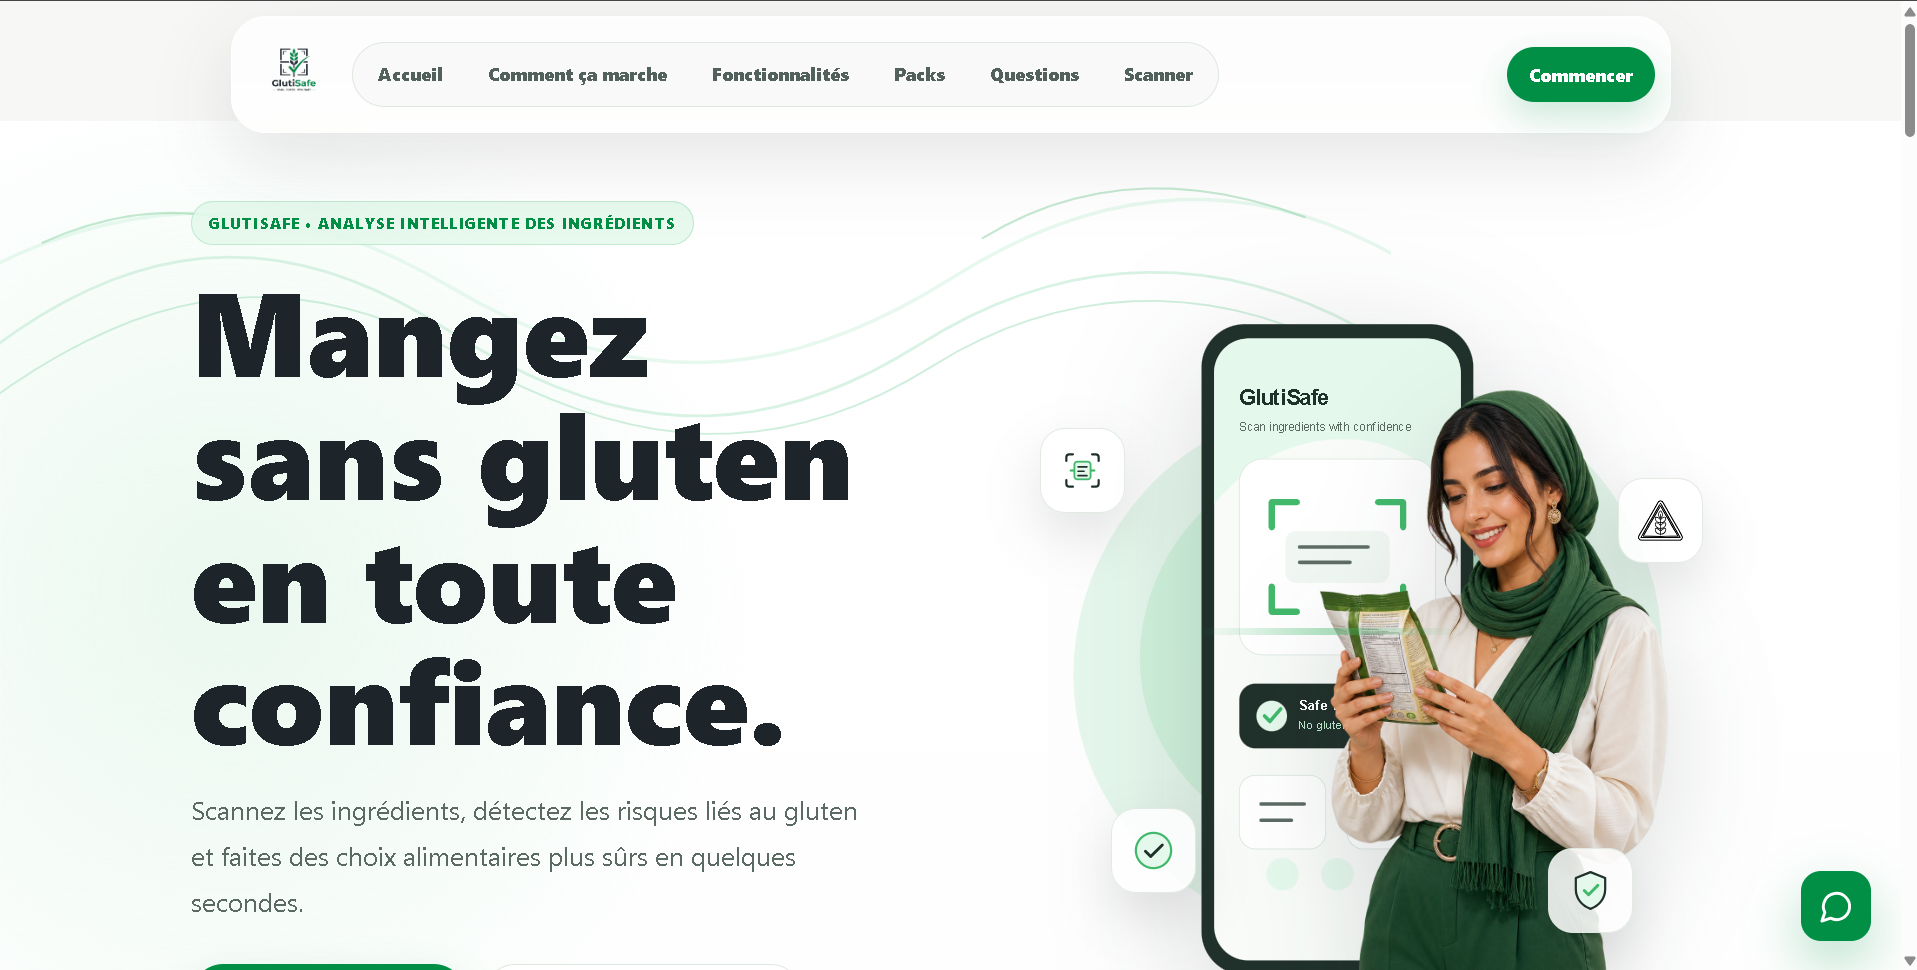 GlutiSafe
Accueil
Comment ça marche
Fonctionnalités
Packs
Questions
Scanner
Commencer
GLUTISAFE • ANALYSE INTELLIGENTE DES INGRÉDIENTS
Mangez
sans gluten
en toute
confiance.
Scannez les ingrédients, détectez les risques liés au gluten
et faites des choix alimentaires plus sûrs en quelques
secondes.
GlutiSafe
Scan ingredients with confidence
Safe
No glute